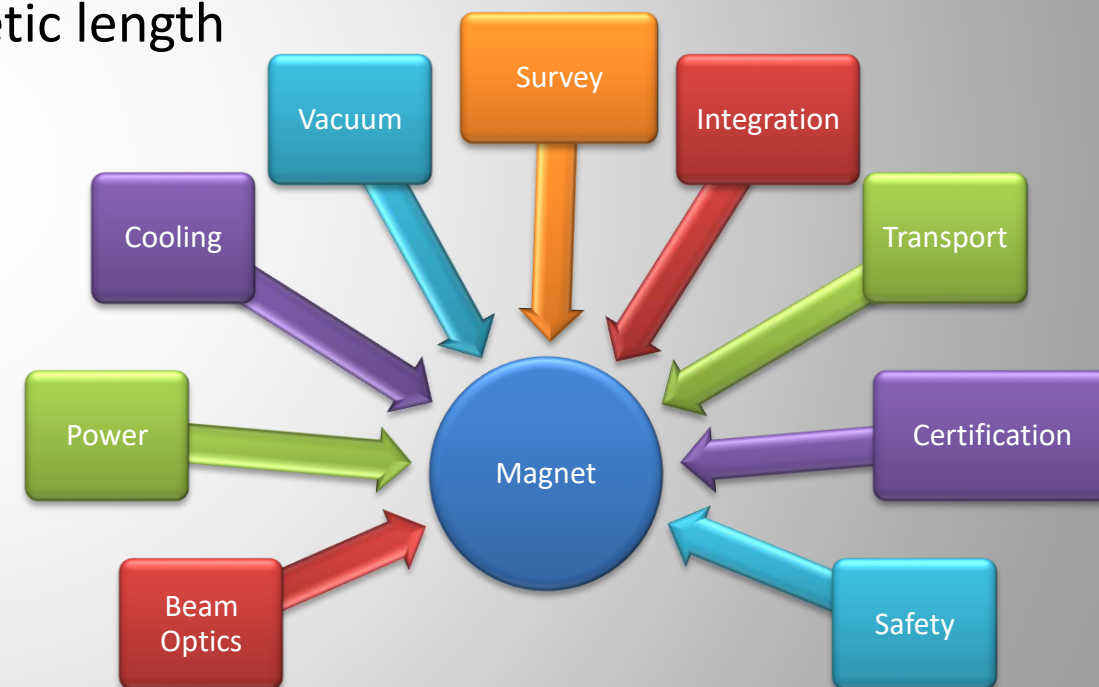 etic length
Survey
Vacuum
Integration
Cooling
Transport
Power
Certification
Magnet
Beam
Optics
Safety